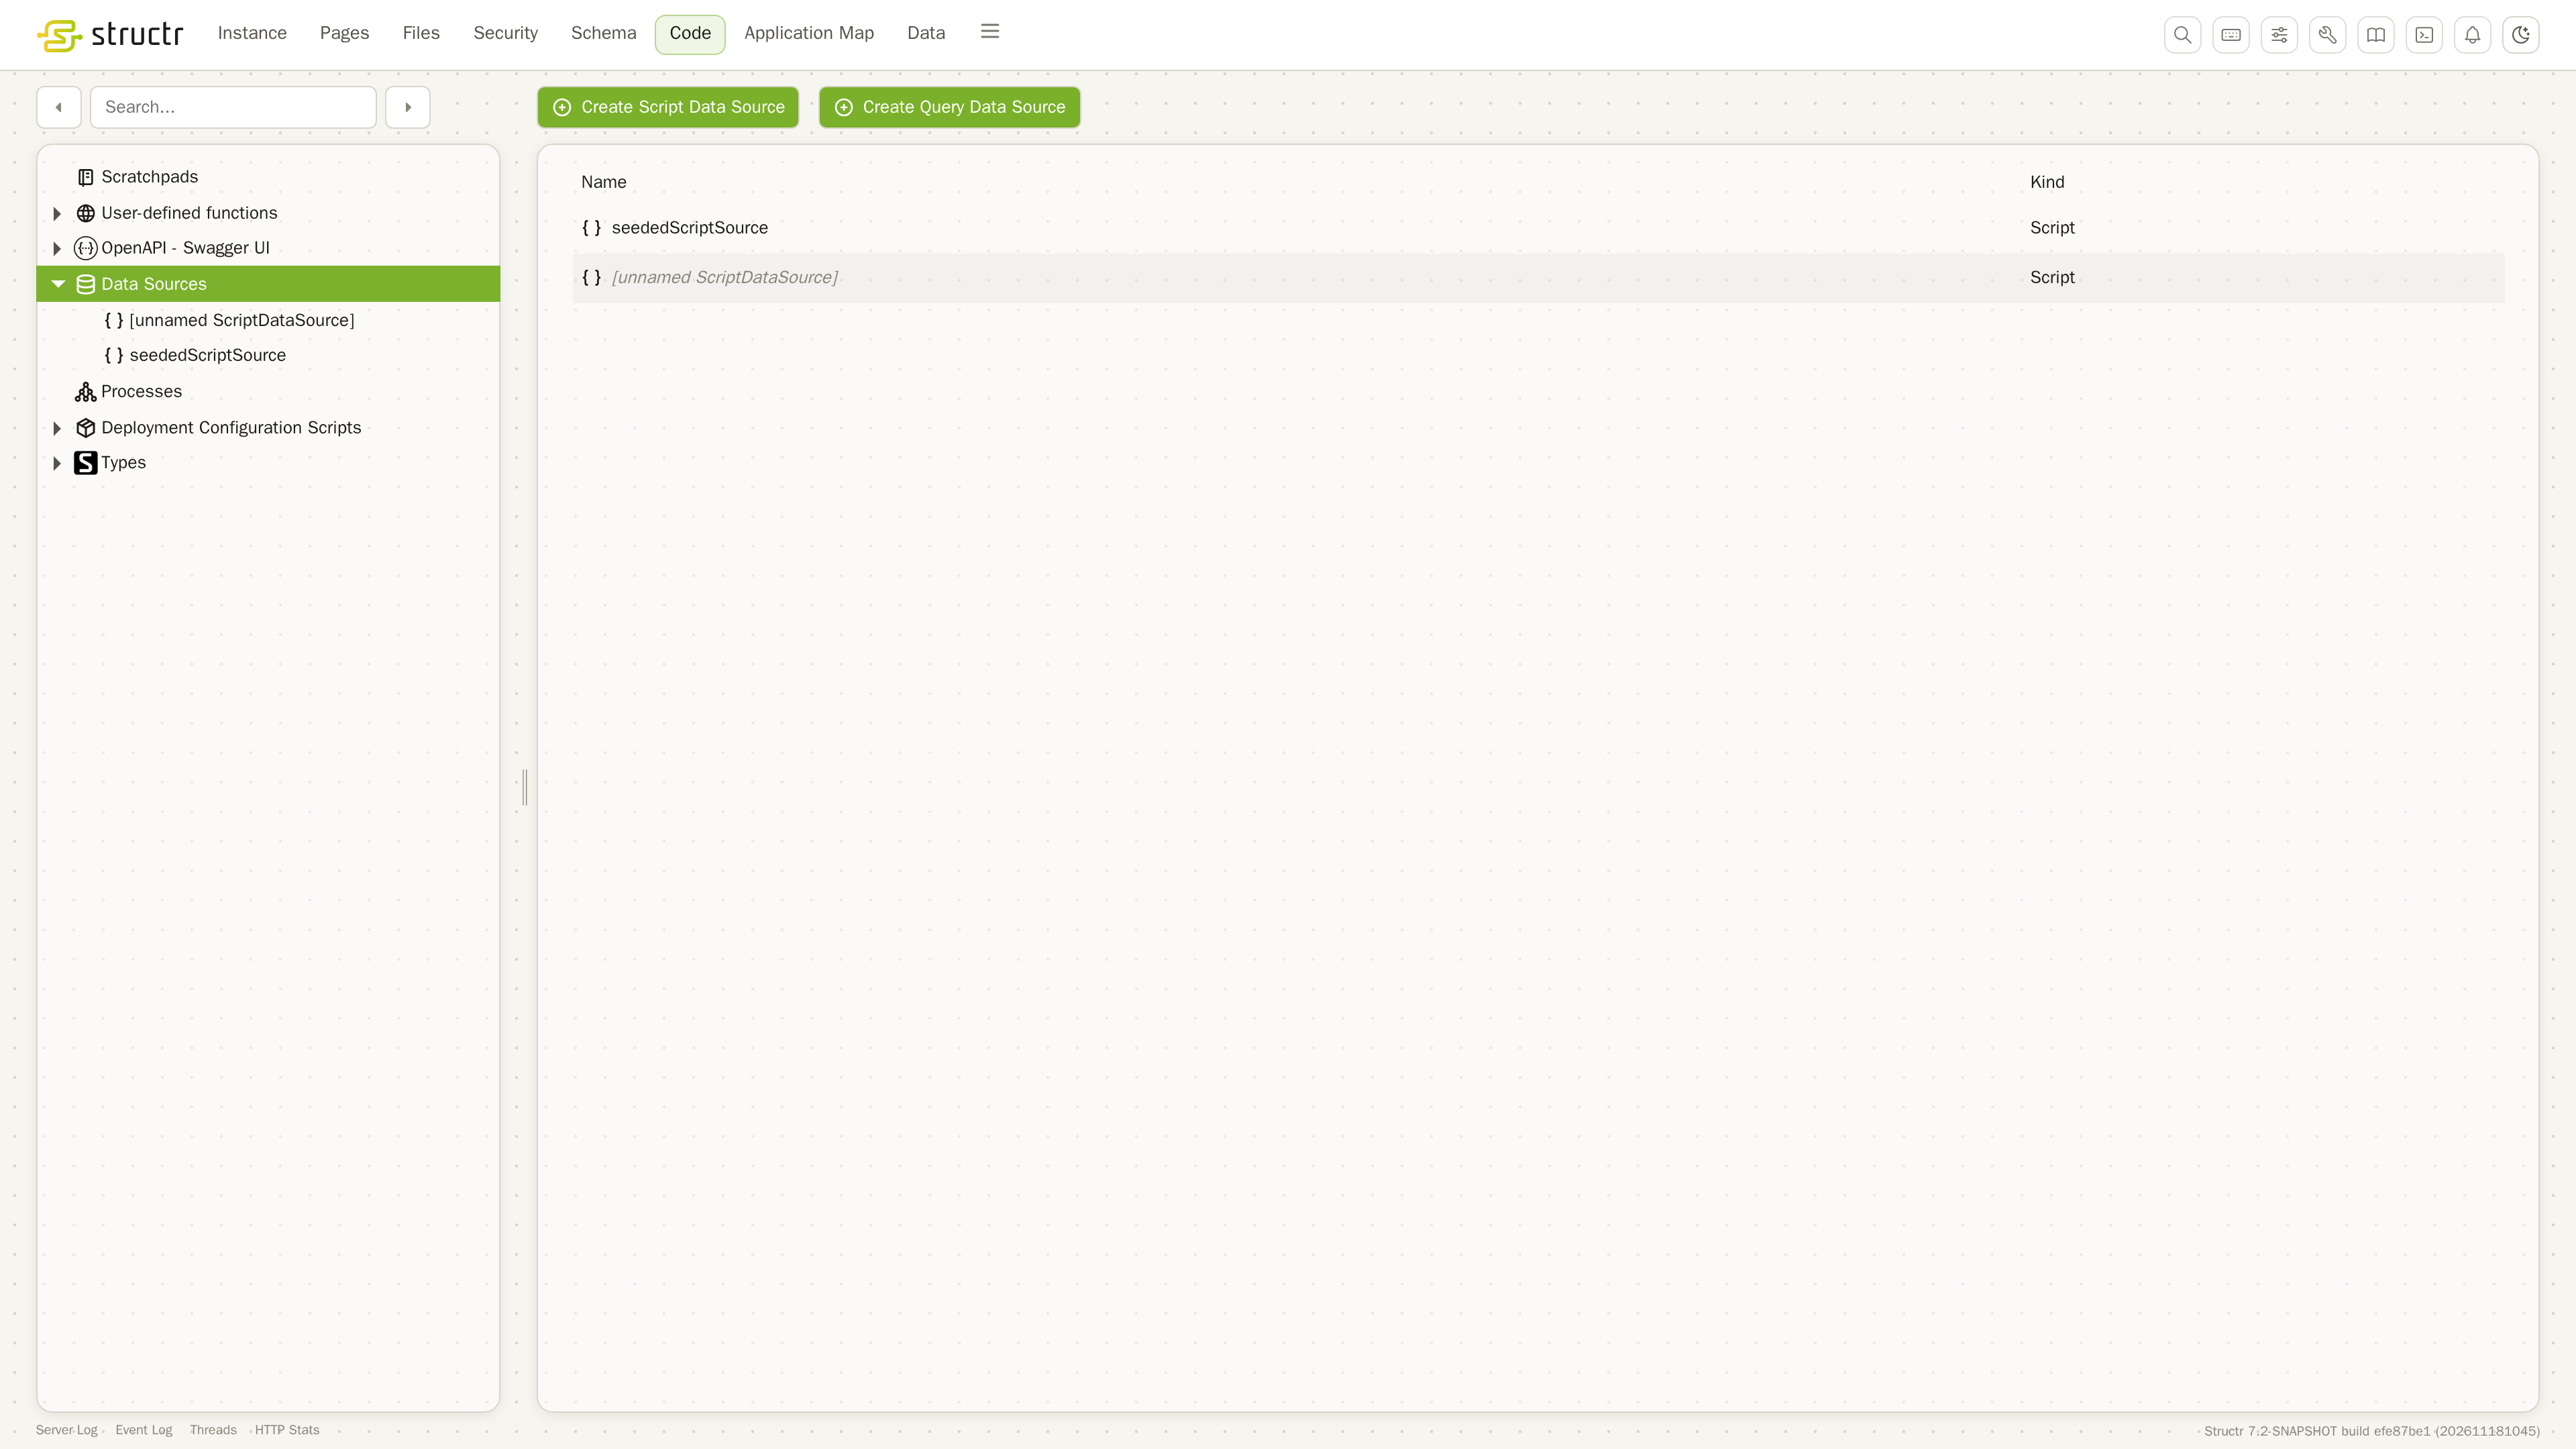 structr Instance Pages Files Security Schema Code Application Map Data
Search...
Create Script Data Source Create Query Data Source
Scratchpads
User-defined functions
OpenAPI - Swagger UI
Data Sources
{ } [unnamed ScriptDataSource]
{ } seededScriptSource
Processes
Deployment Configuration Scripts
Types
Name Kind
{ } seededScriptSource Script
{ } [unnamed ScriptDataSource] Script
Server Log Event Log Threads HTTP Stats
Structr 7.2-SNAPSHOT build efe87be1 (202611181045)